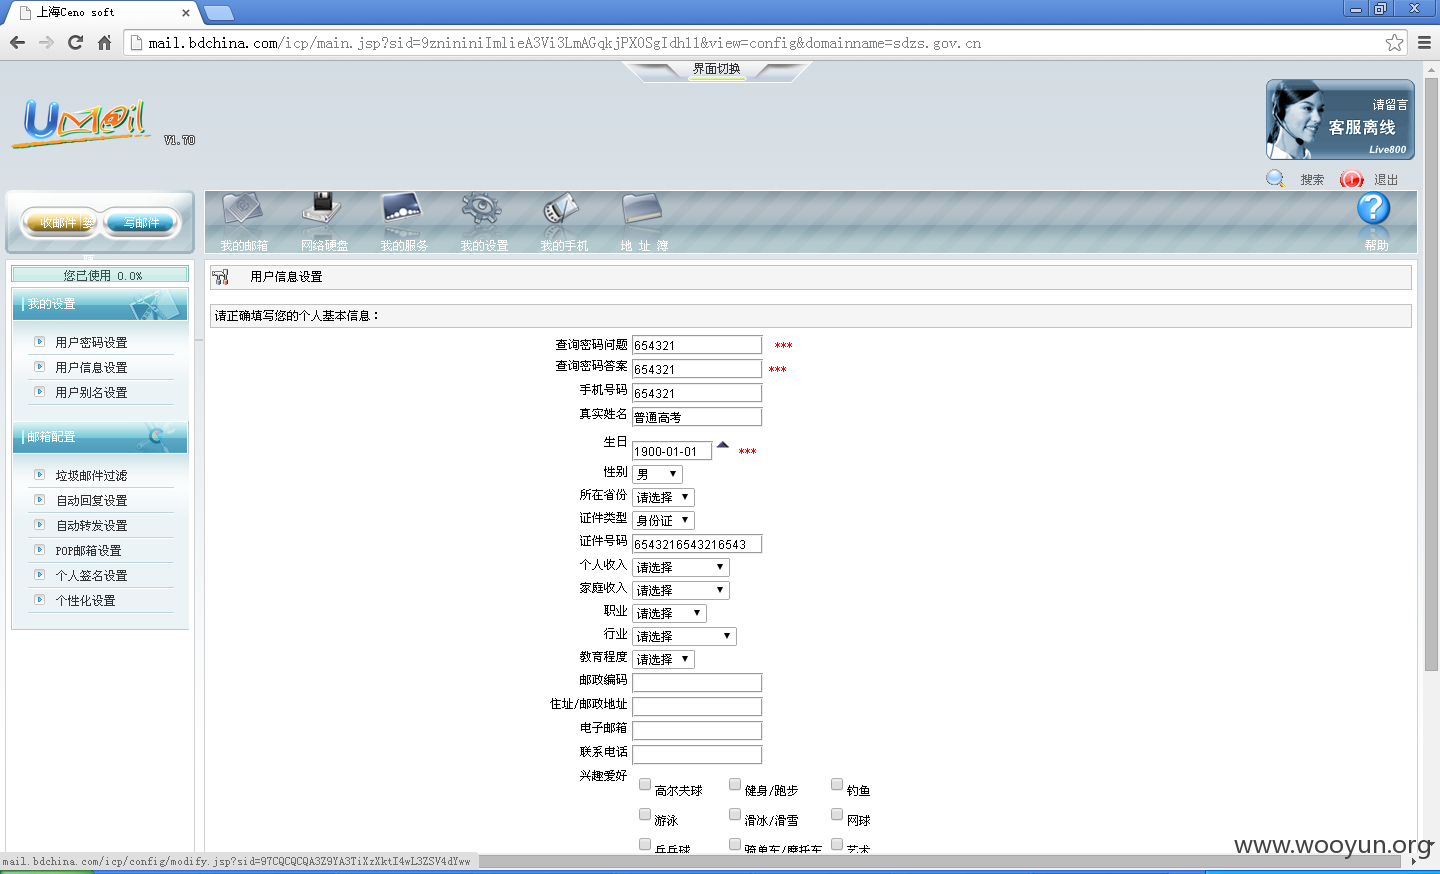 上海Ceno soft
mail.bdchina.com/icp/main.jsp?sid=9znininiImlieA3Vi3LmAGqkjPXOSgIdhl1&view=config&domainname=sdzs.gov.cn
界面切换
UM@il
V1.70
请留言
客服离线
Live800
搜索 退出
收邮件 写邮件
我的邮箱 网络硬盘 我的服务 我的设置 我的手机 地 址 簿 帮助
您已使用 0.0%
用户信息设置
我的设置
请正确填写您的个人基本信息：
用户密码设置
用户信息设置
用户别名设置
邮箱配置
垃圾邮件过滤
自动回复设置
自动转发设置
POP邮箱设置
个人签名设置
个性化设置
查询密码问题 654321 ***
查询密码答案 654321 ***
手机号码 654321
真实姓名 普通高考
生日 1900-01-01 ***
性别 男
所在省份 请选择
证件类型 身份证
证件号码 6543216543216543
个人收入 请选择
家庭收入 请选择
职业 请选择
行业 请选择
教育程度 请选择
邮政编码
住址/邮政地址
电子邮箱
联系电话
兴趣爱好
高尔夫球 健身/跑步 钓鱼
游泳 滑冰/滑雪 网球
乒乓球 骑单车/摩托车 艺术
www.wooyun.org
mail.bdchina.com/icp/config/modify.jsp?sid=97CQCQCQA3Z9YA3TiXzXktI4wL3ZSV4dYww